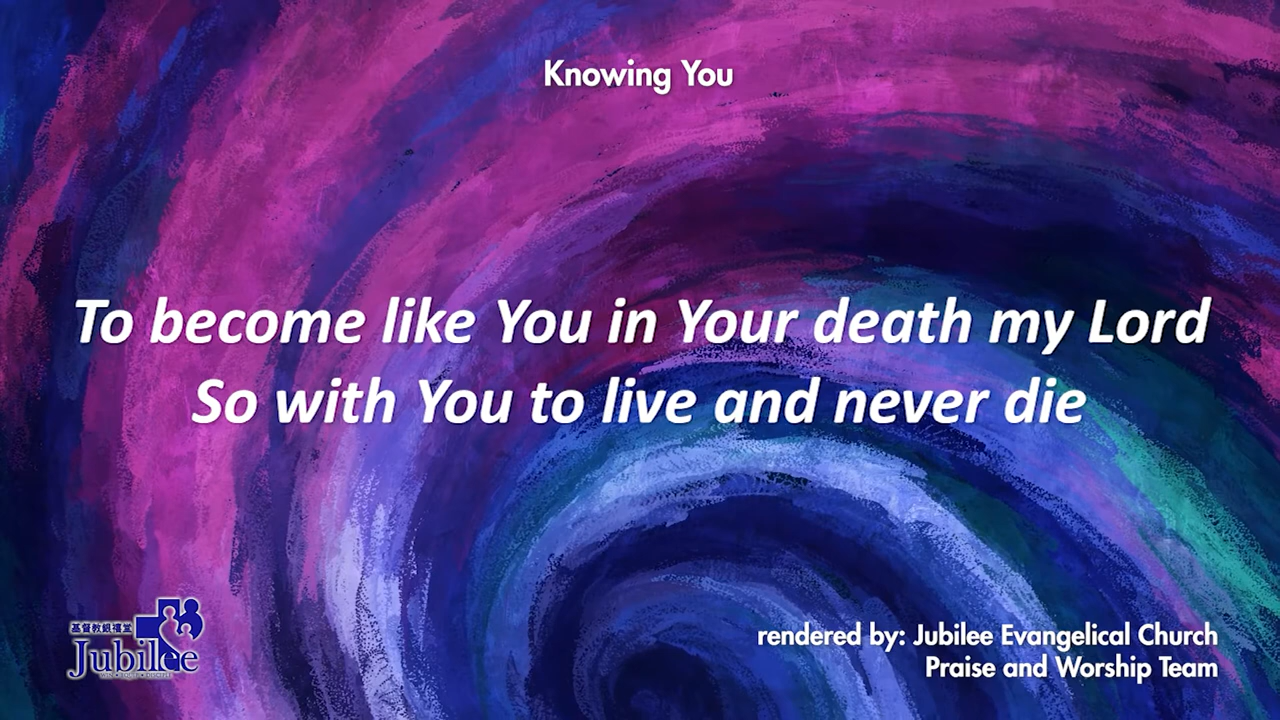 Knowing You
To become like You in Your death my Lord
So with You to live and never die
基督教銀禧堂
Jubilee
rendered by: Jubilee Evangelical Church
Praise and Worship Team